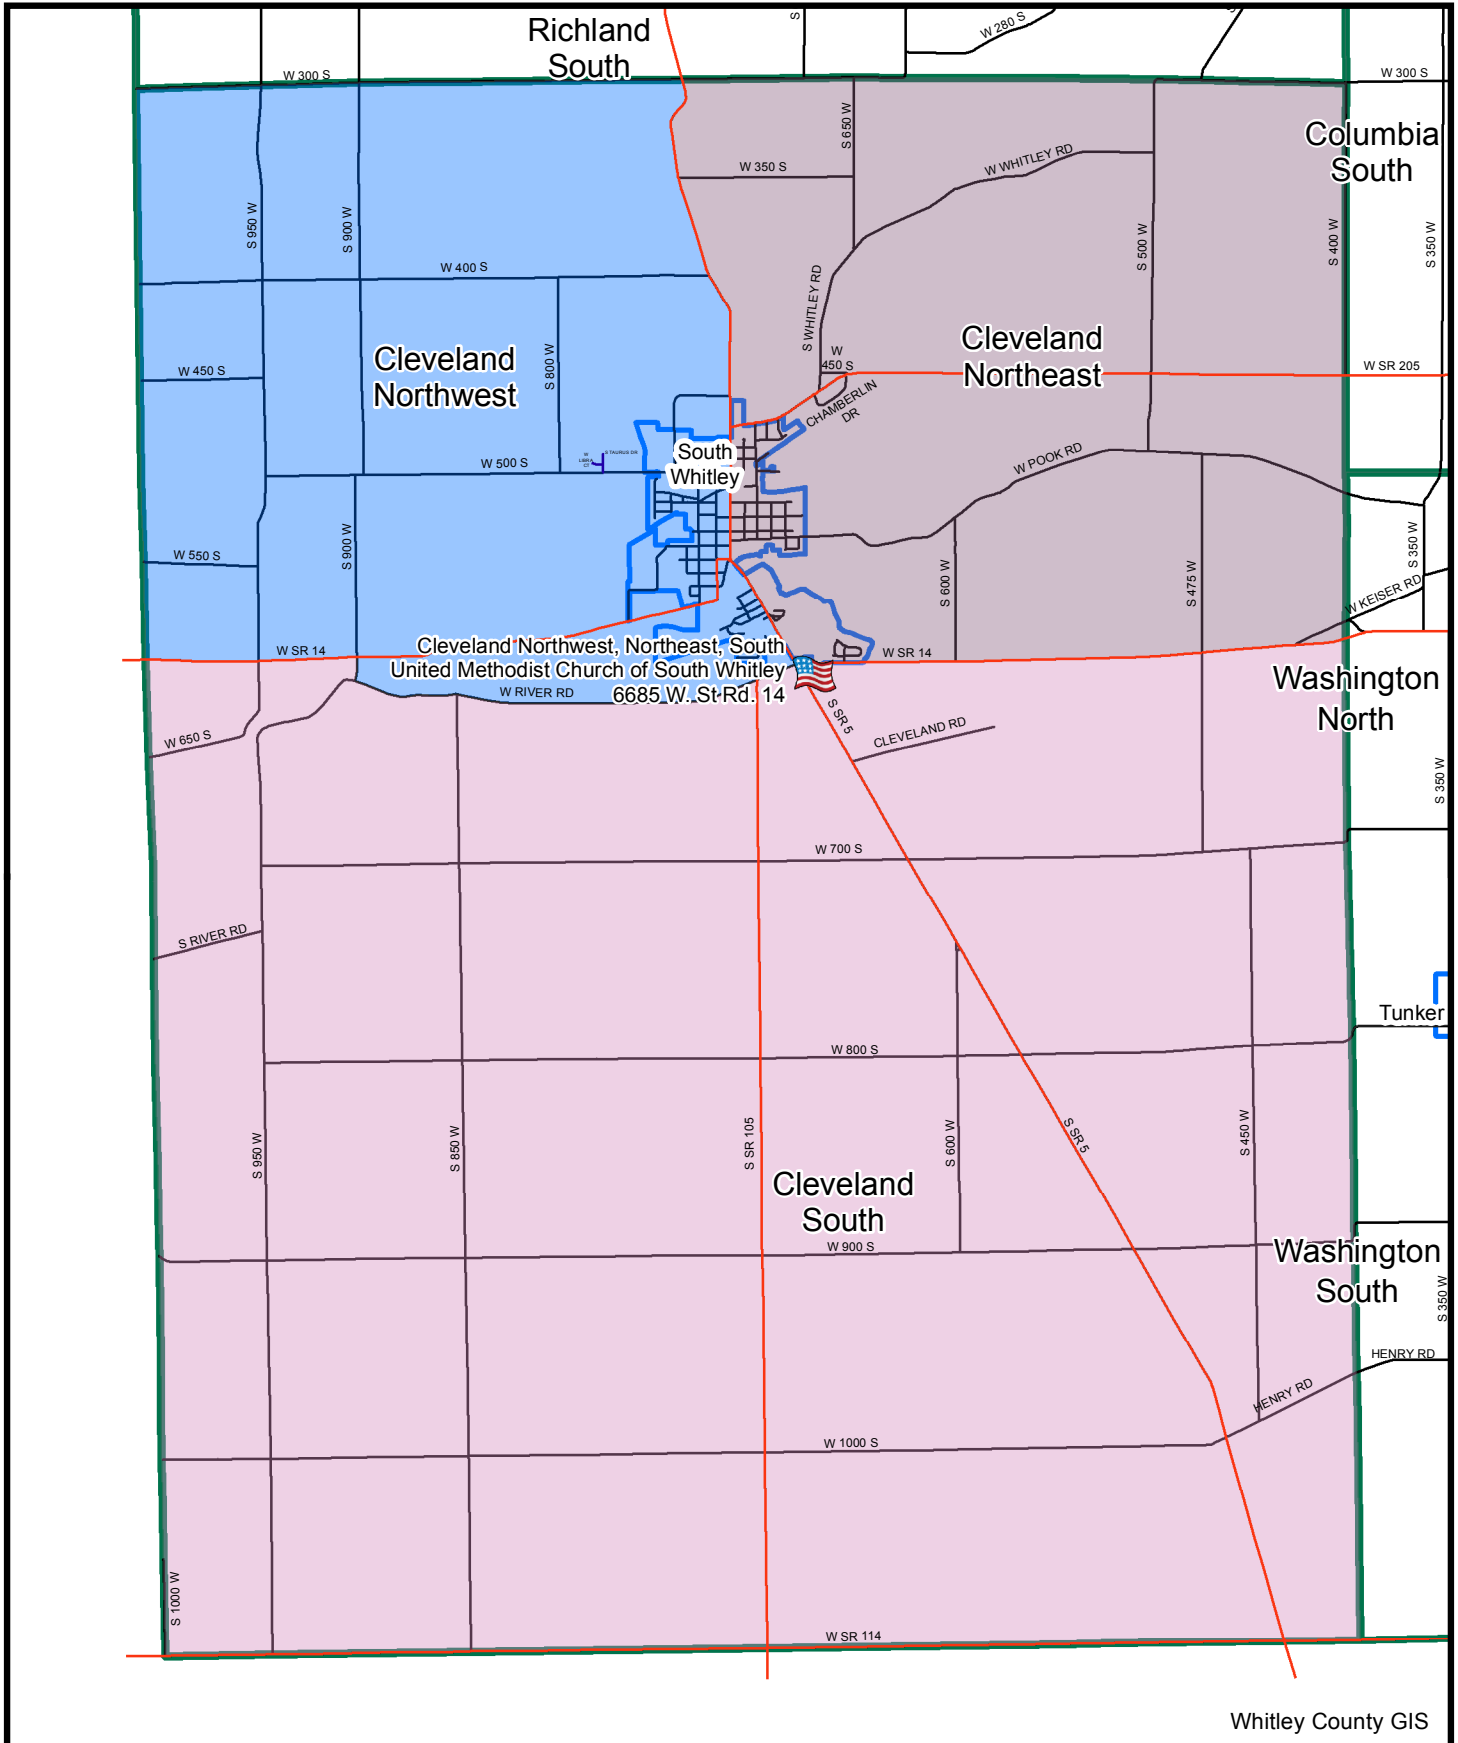 Richland
South
S
W 280 S
W 300 S
W 300 S
Columbia
South
S 650 W
W 350 S
W WHITLEY RD
S 950 W
S 900 W
S 500 W
S 400 W
S 350 W
W 400 S
S WHITLEY RD
Cleveland
Northwest
Cleveland
Northeast
W
450 S
W SR 205
W 450 S
S 800 W
CHAMBERLIN
DR
South
Whitley
W
LIBRA
CT
S TAURUS DR
W 500 S
W POOK RD
W 550 S
S 900 W
S 600 W
S 475 W
S 350 W
W KEISER RD
W SR 14
Cleveland Northwest, Northeast, South
United Methodist Church of South Whitley
6685 W. St Rd. 14
W SR 14
W RIVER RD
Washington
North
S SR 5
CLEVELAND RD
W 650 S
S 350 W
W 700 S
S RIVER RD
Tunker
W 800 S
S 950 W
S 850 W
S SR 105
S 600 W
S SR 5
S 450 W
Cleveland
South
W 900 S
Washington
South
S 350 W
HENRY RD
HENRY RD
W 1000 S
S 1000 W
W SR 114
Whitley County GIS